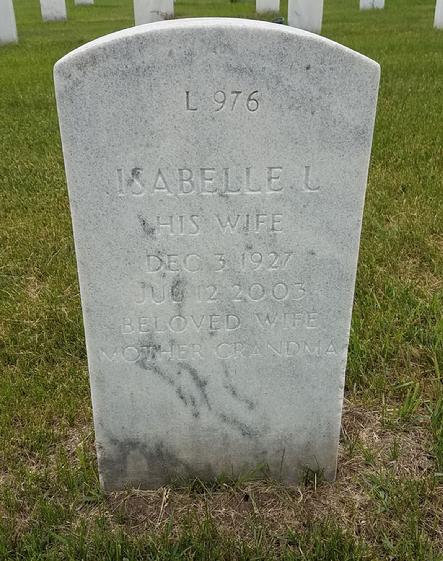 L 976
ISABELLE L
HIS WIFE
DEC 3 1927
JUL 12 2003
BELOVED WIFE
MOTHER GRANDMA